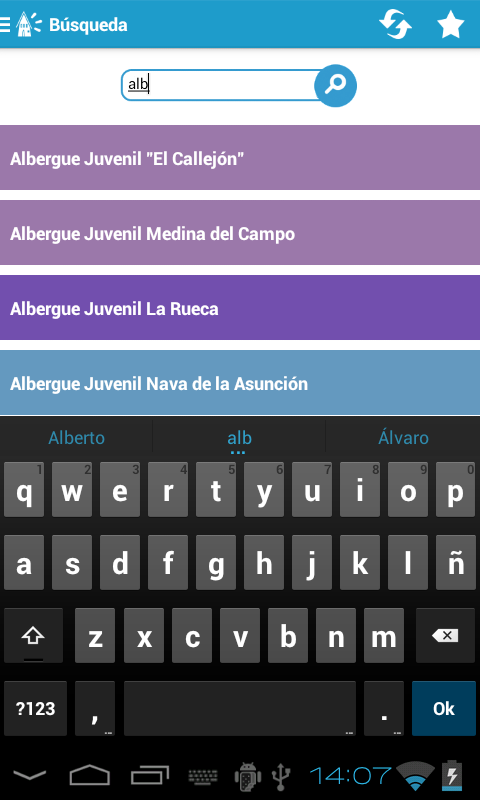 Búsqueda
alb
Albergue Juvenil "El Callejón"
Albergue Juvenil Medina del Campo
Albergue Juvenil La Rueca
Albergue Juvenil Nava de la Asunción
Alberto alb Álvaro
1 2 3 4 5 6 7 8 9 0
q w e r t y u i o p
a s d f g h j k l ñ
z x c v b n m
?123 , . Ok
14:07